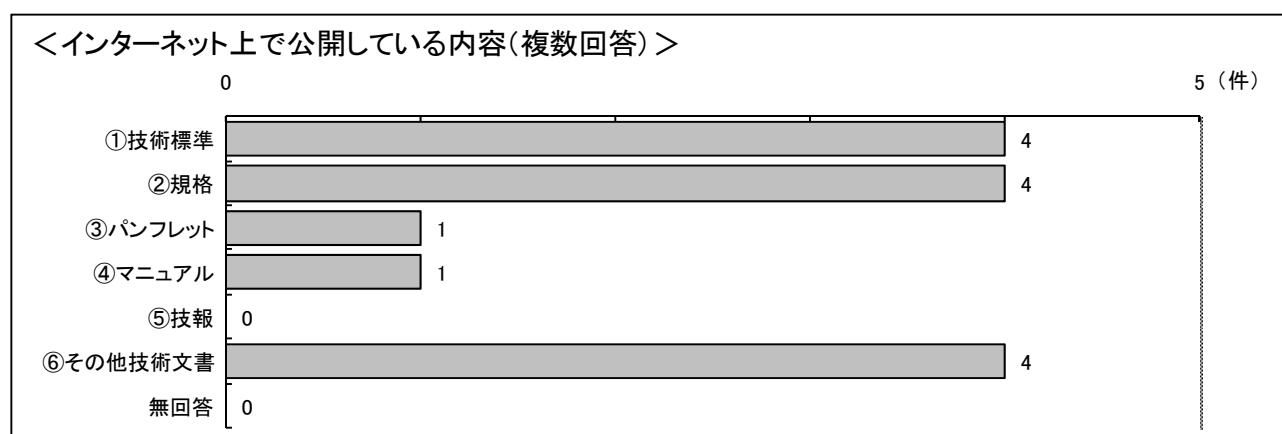 <インターネット上で公開している内容(複数回答)>
0 5 (件)
①技術標準 4
②規格 4
③パンフレット 1
④マニュアル 1
⑤技報 0
⑥その他技術文書 4
無回答 0